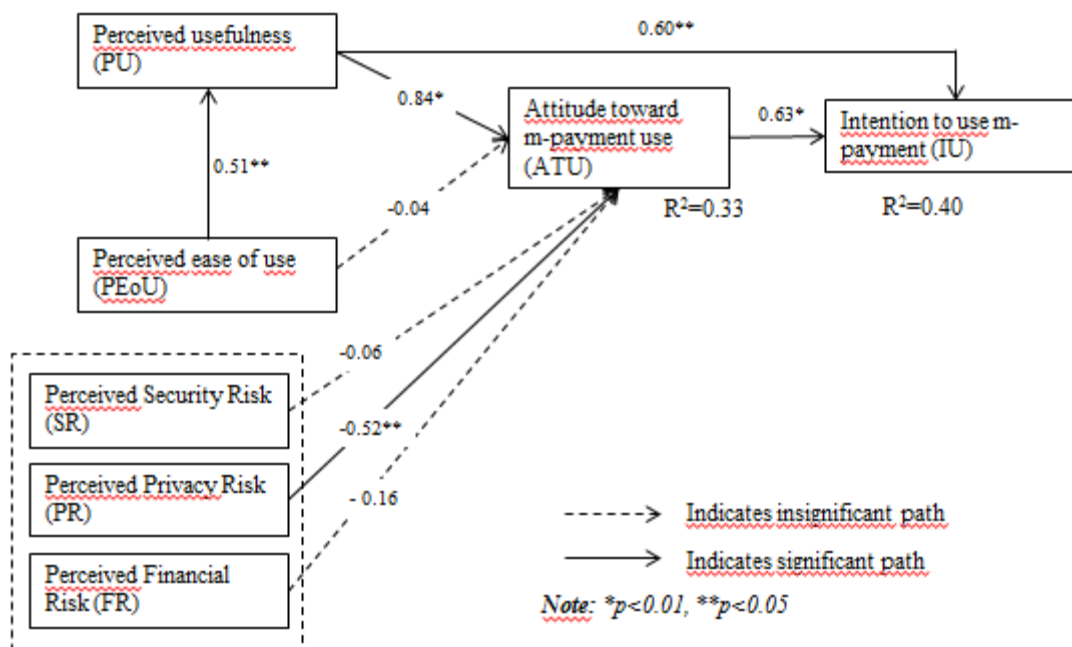 Perceived usefulness
(PU)
0.60**
0.84*
Attitude toward
m-payment use
(ATU)
0.63*
Intention to use m-
payment (IU)
0.51**
-0.04
R²=0.33
R²=0.40
Perceived ease of use
(PEoU)
-0.06
Perceived Security Risk
(SR)
-0.52**
Perceived Privacy Risk
(PR)
- 0.16
Perceived Financial
Risk (FR)
Indicates insignificant path
Indicates significant path
Note: *p<0.01, **p<0.05